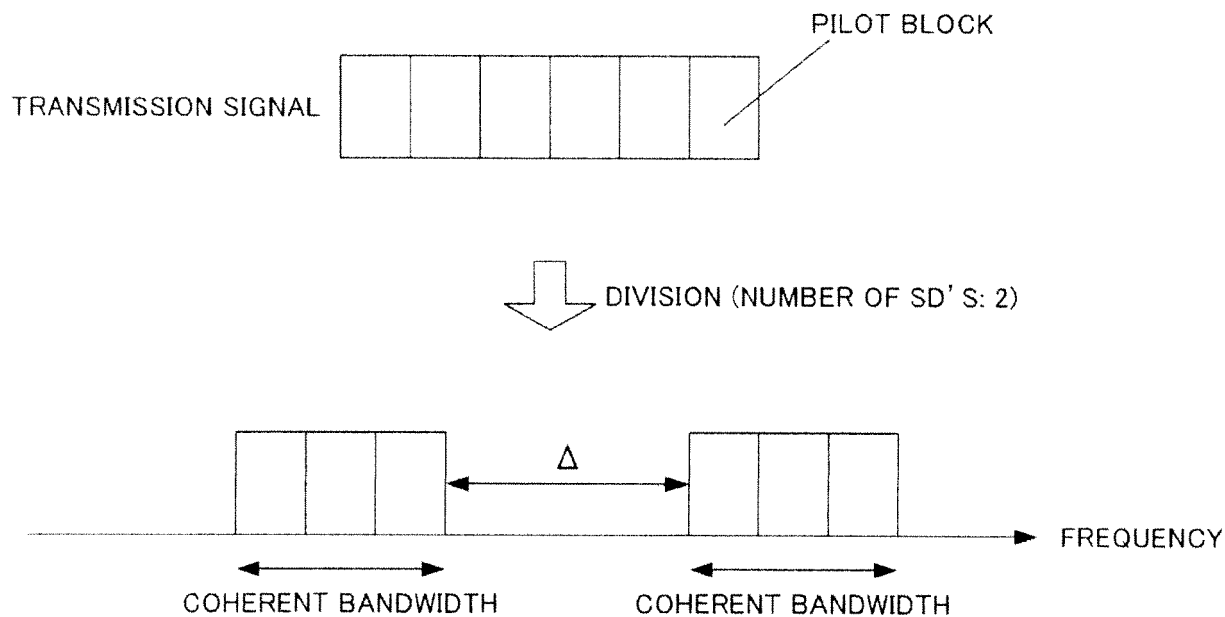 PILOT BLOCK
TRANSMISSION SIGNAL
DIVISION (NUMBER OF SD'S: 2)
Δ
FREQUENCY
COHERENT BANDWIDTH
COHERENT BANDWIDTH